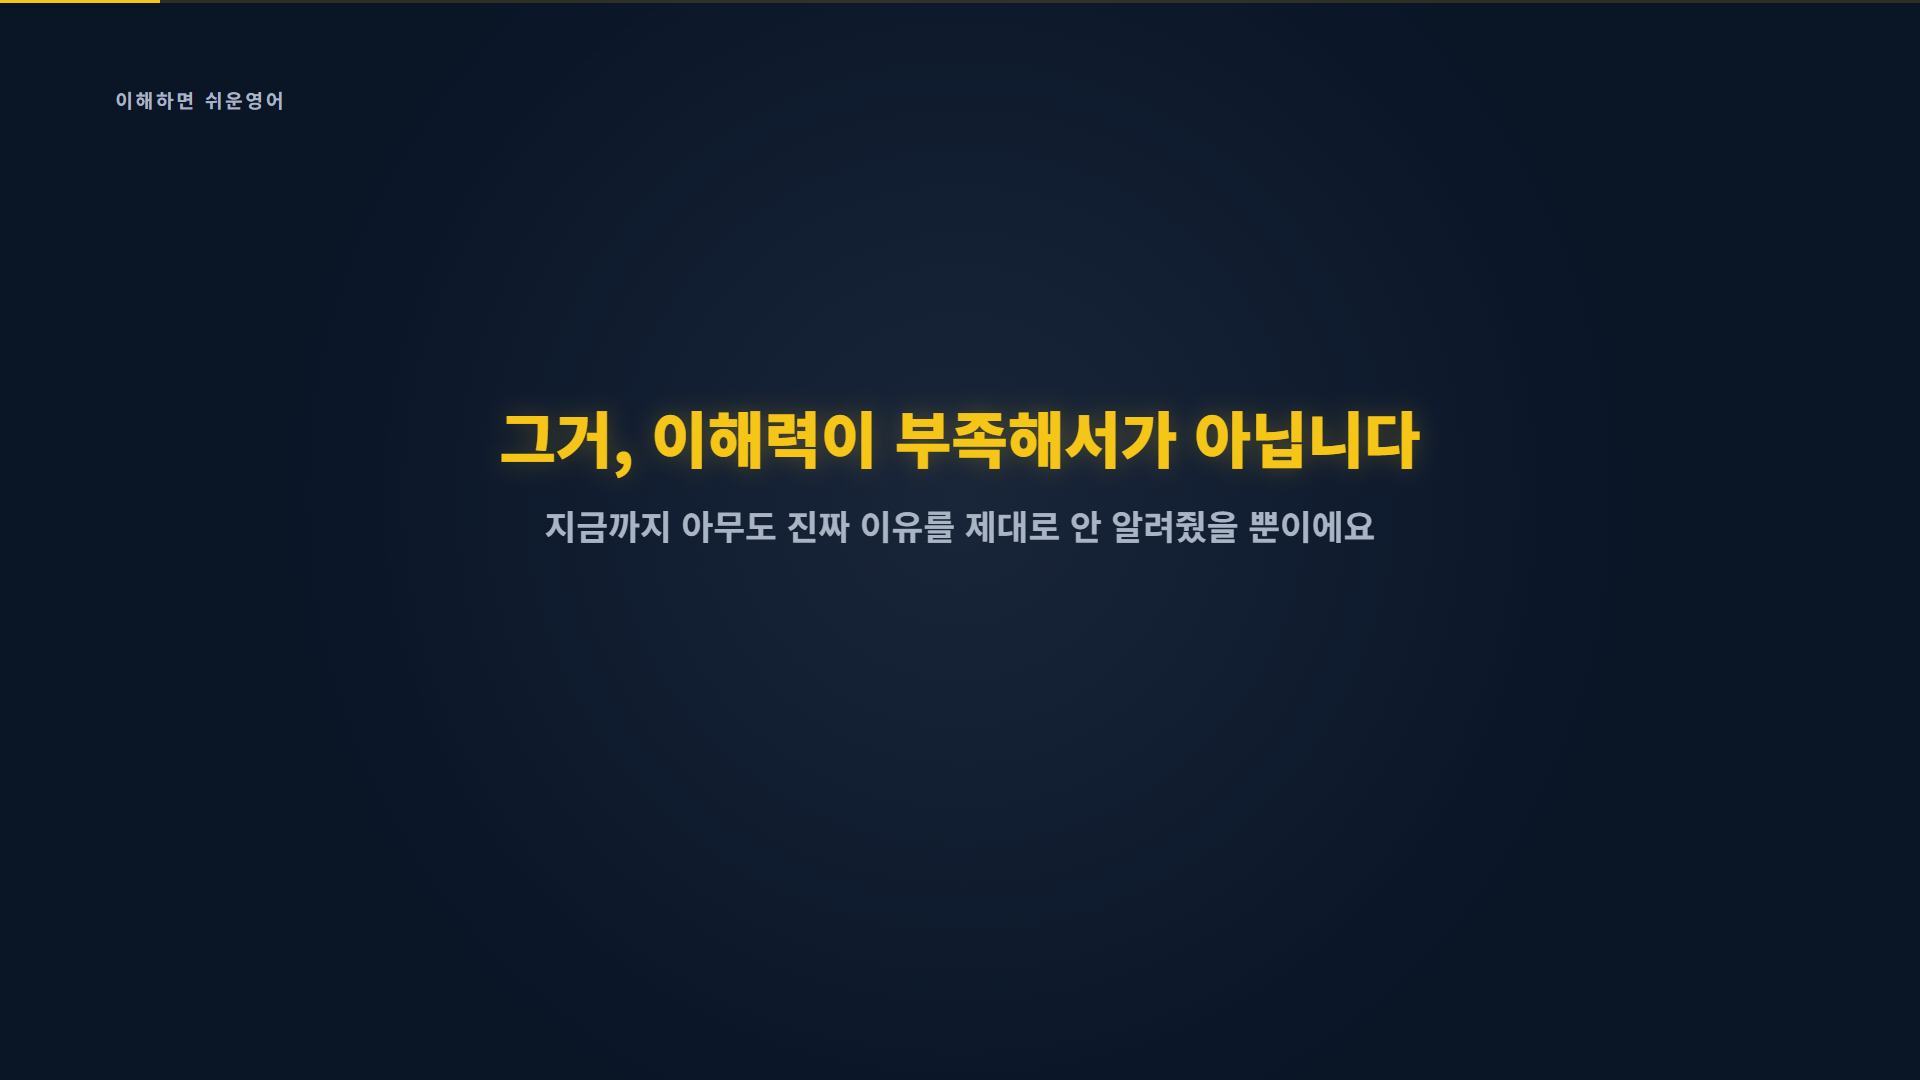 이해하면 쉬운영어
그거, 이해력이 부족해서가 아닙니다
지금까지 아무도 진짜 이유를 제대로 안 알려줬을 뿐이에요